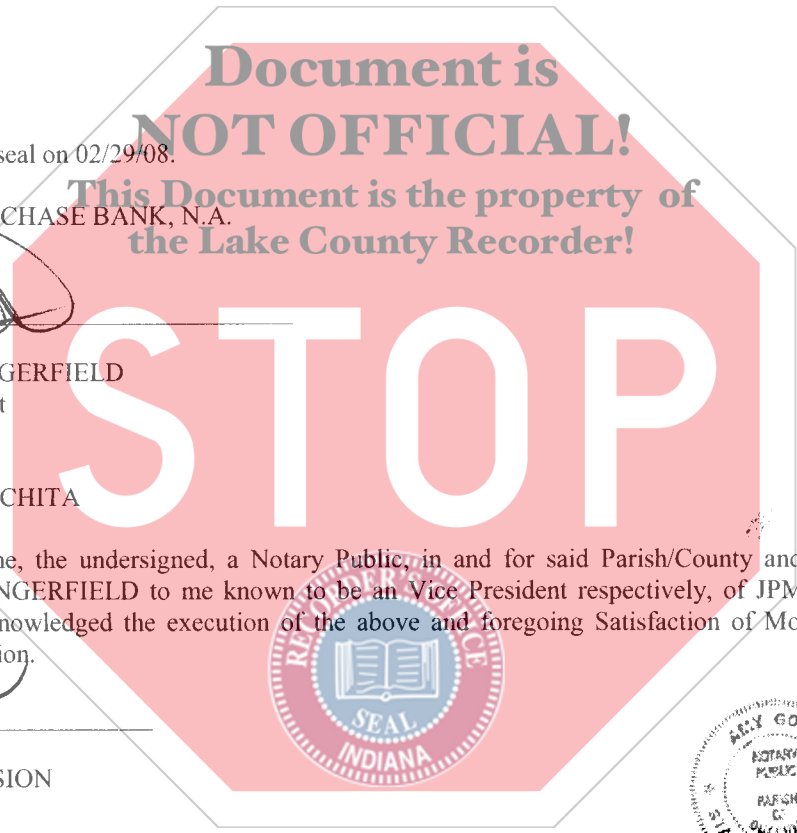 Document is
NOT OFFICIAL!
seal on 02/29/08.
This Document is the property of
CHASE BANK, N.A.
the Lake County Recorder!
STOP
NGERFIELD
t
CHITA
ne, the undersigned, a Notary Public, in and for said Parish/County and
NGERFIELD to me known to be an Vice President respectively, of JPM
nowledged the execution of the above and foregoing Satisfaction of Mo
ion.
RECORDER'S OFFICE
SEAL
INDIANA
SION
NOTARY
PUBLIC
PARISH